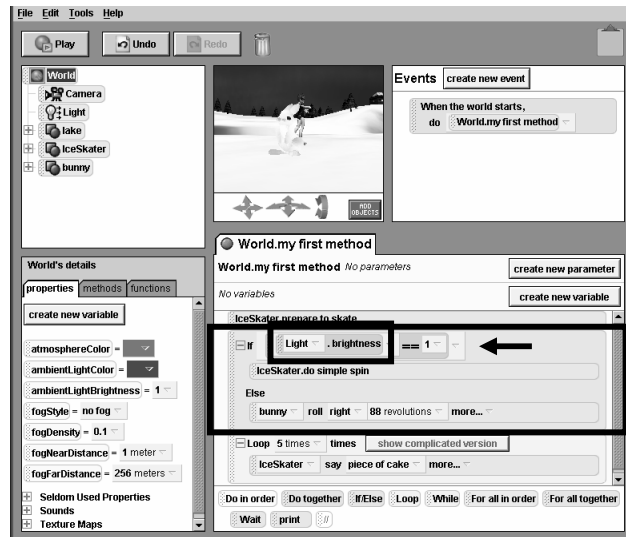 File Edit Tools Help
Play Undo Redo
World
Camera
Light
lake
IceSkater
bunny
ADD
OBJECTS
Events create new event
When the world starts,
do World.my first method
World's details
properties methods functions
create new variable
atmosphereColor =
ambientLightColor =
ambientLightBrightness = 1
fogStyle = no fog
fogDensity = 0.1
fogNearDistance = 1 meter
fogFarDistance = 256 meters
Seldom Used Properties
Sounds
Texture Maps
World.my first method
World.my first method No parameters create new parameter
No variables create new variable
IceSkater.prepare to skate
If Light . brightness == 1
IceSkater.do simple spin
Else
bunny roll right 88 revolutions more...
Loop 5 times times show complicated version
IceSkater say piece of cake more...
Do in order Do together If/Else Loop While For all in order For all together
Wait print //